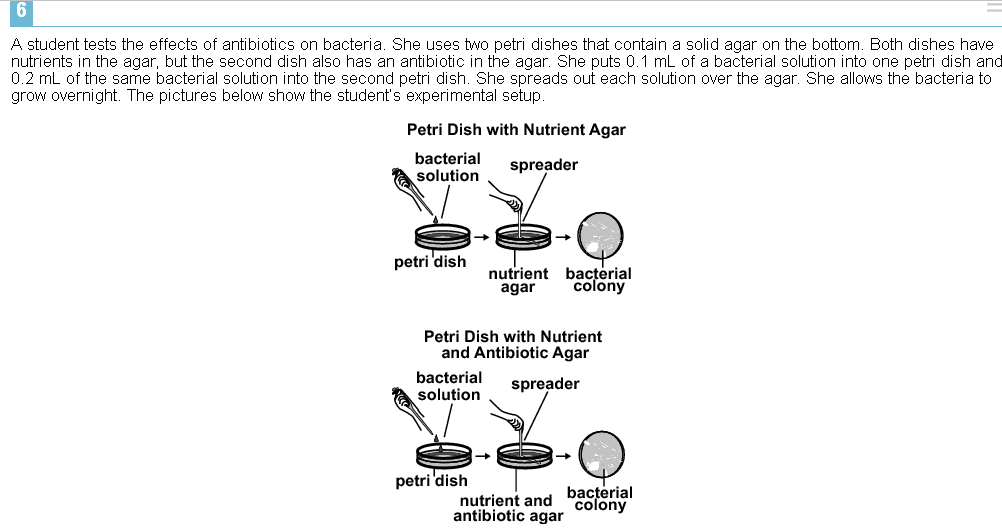 6
A student tests the effects of antibiotics on bacteria. She uses two petri dishes that contain a solid agar on the bottom. Both dishes have
nutrients in the agar, but the second dish also has an antibiotic in the agar. She puts 0.1 mL of a bacterial solution into one petri dish and
0.2 mL of the same bacterial solution into the second petri dish. She spreads out each solution over the agar. She allows the bacteria to
grow overnight. The pictures below show the student's experimental setup.
Petri Dish with Nutrient Agar
bacterial
solution
spreader
petri dish
nutrient
agar
bacterial
colony
Petri Dish with Nutrient
and Antibiotic Agar
bacterial
solution
spreader
petri dish
nutrient and
antibiotic agar
bacterial
colony